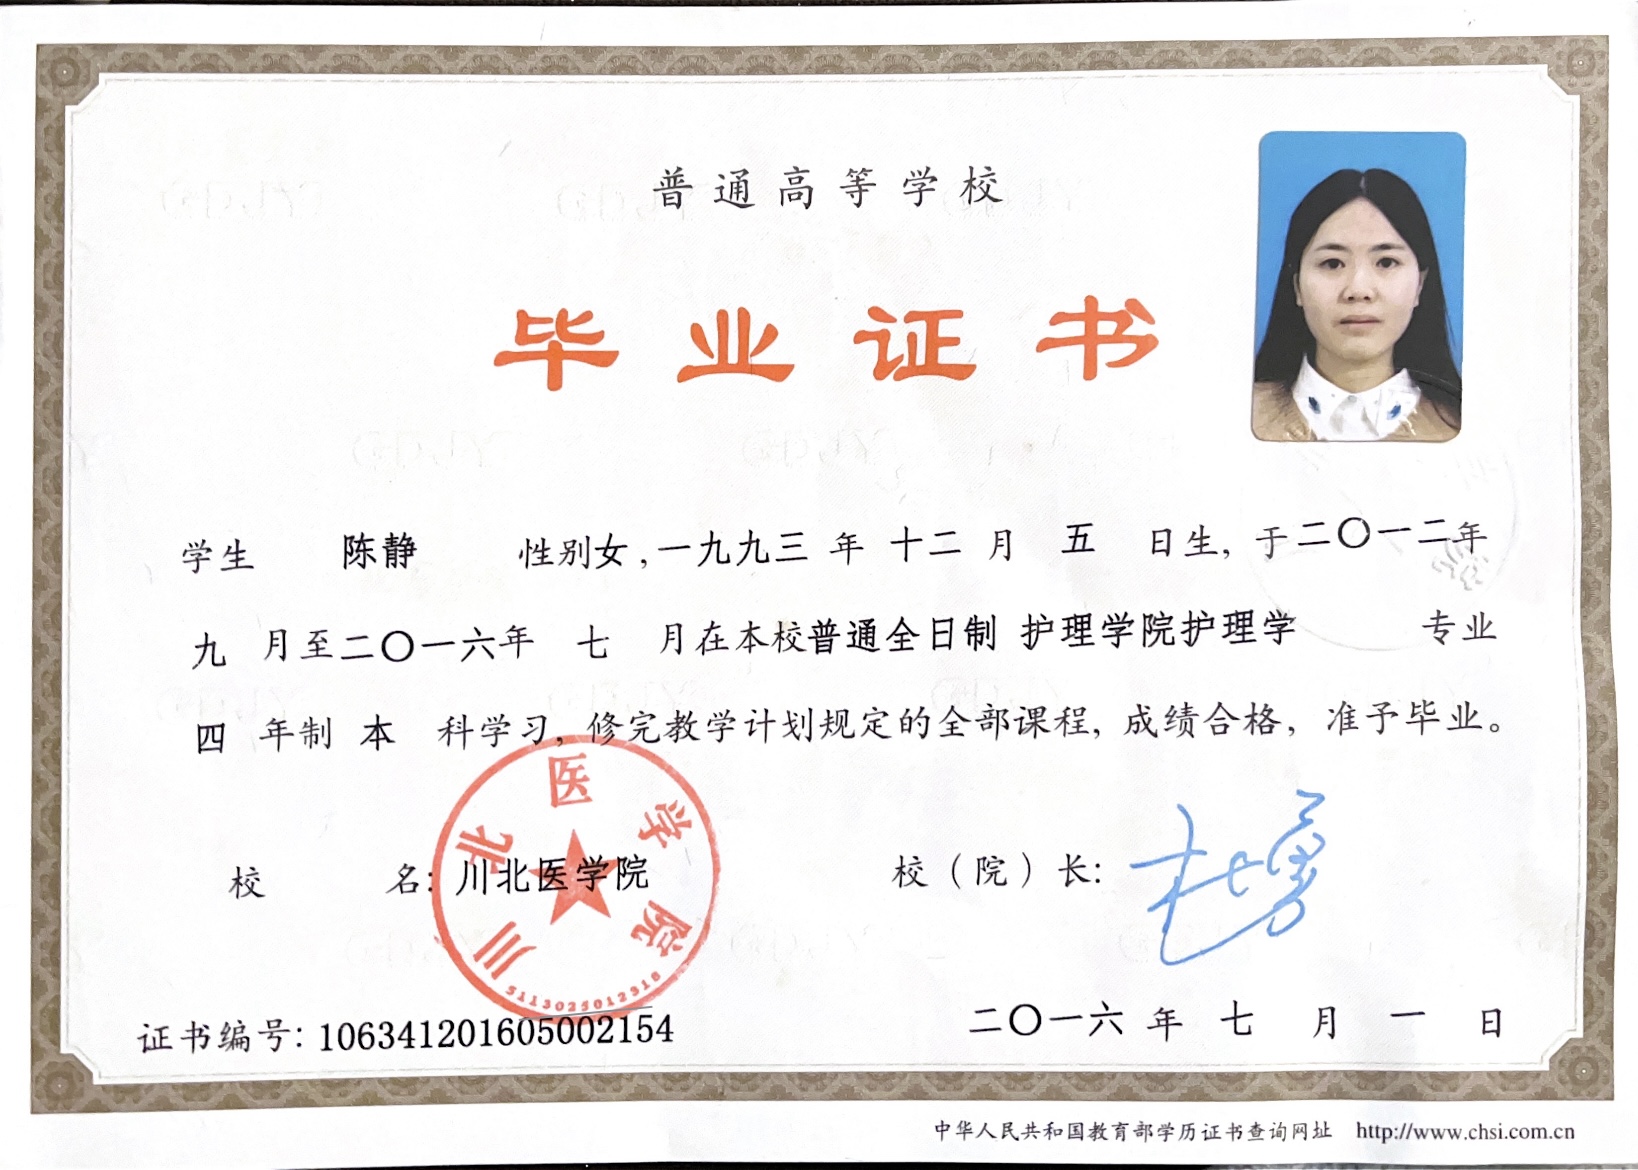 普通高等学校
毕业证书
学生 陈静 性别女,一九九三 年 十二 月 五 日生, 于二〇一二年
九 月至二〇一六年 七 月在本校普通全日制 护理学院护理学 专业
四 年制 本 科学习, 修完教学计划规定的全部课程, 成绩合格, 准予毕业。
校 名: 川北医学院
校（院）长: 杜勇
川北医学院
5113025012316
证书编号: 106341201605002154
二〇一六 年 七 月 一 日
中华人民共和国教育部学历证书查询网址 http://www.chsi.com.cn